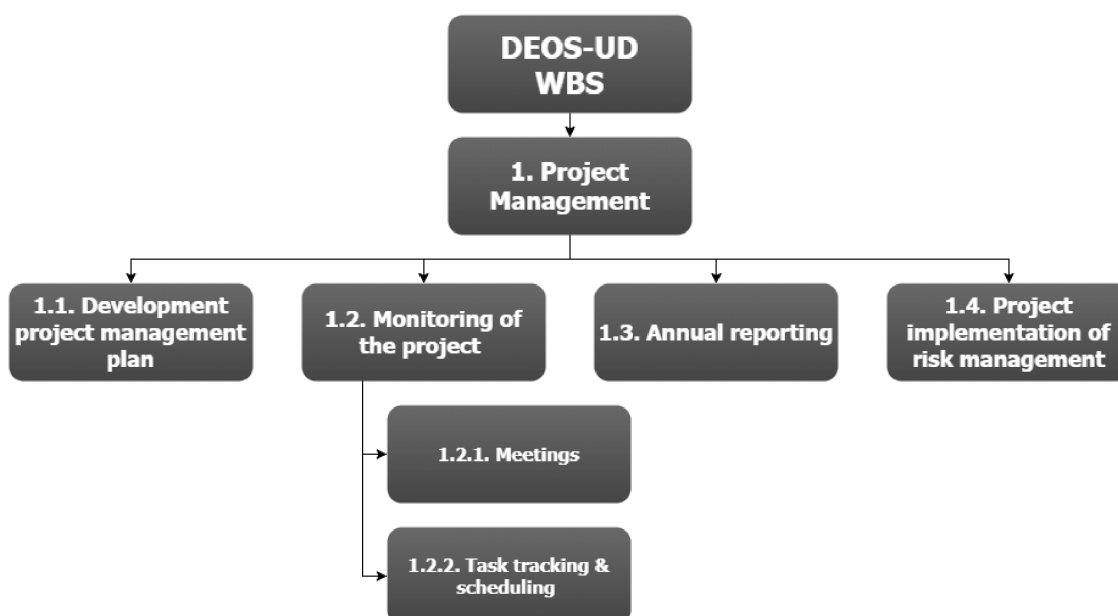 DEOS-UD
WBS
1. Project
Management
1.1. Development
project management
plan
1.2. Monitoring of
the project
1.3. Annual reporting
1.4. Project
implementation of
risk management
1.2.1. Meetings
1.2.2. Task tracking &
scheduling